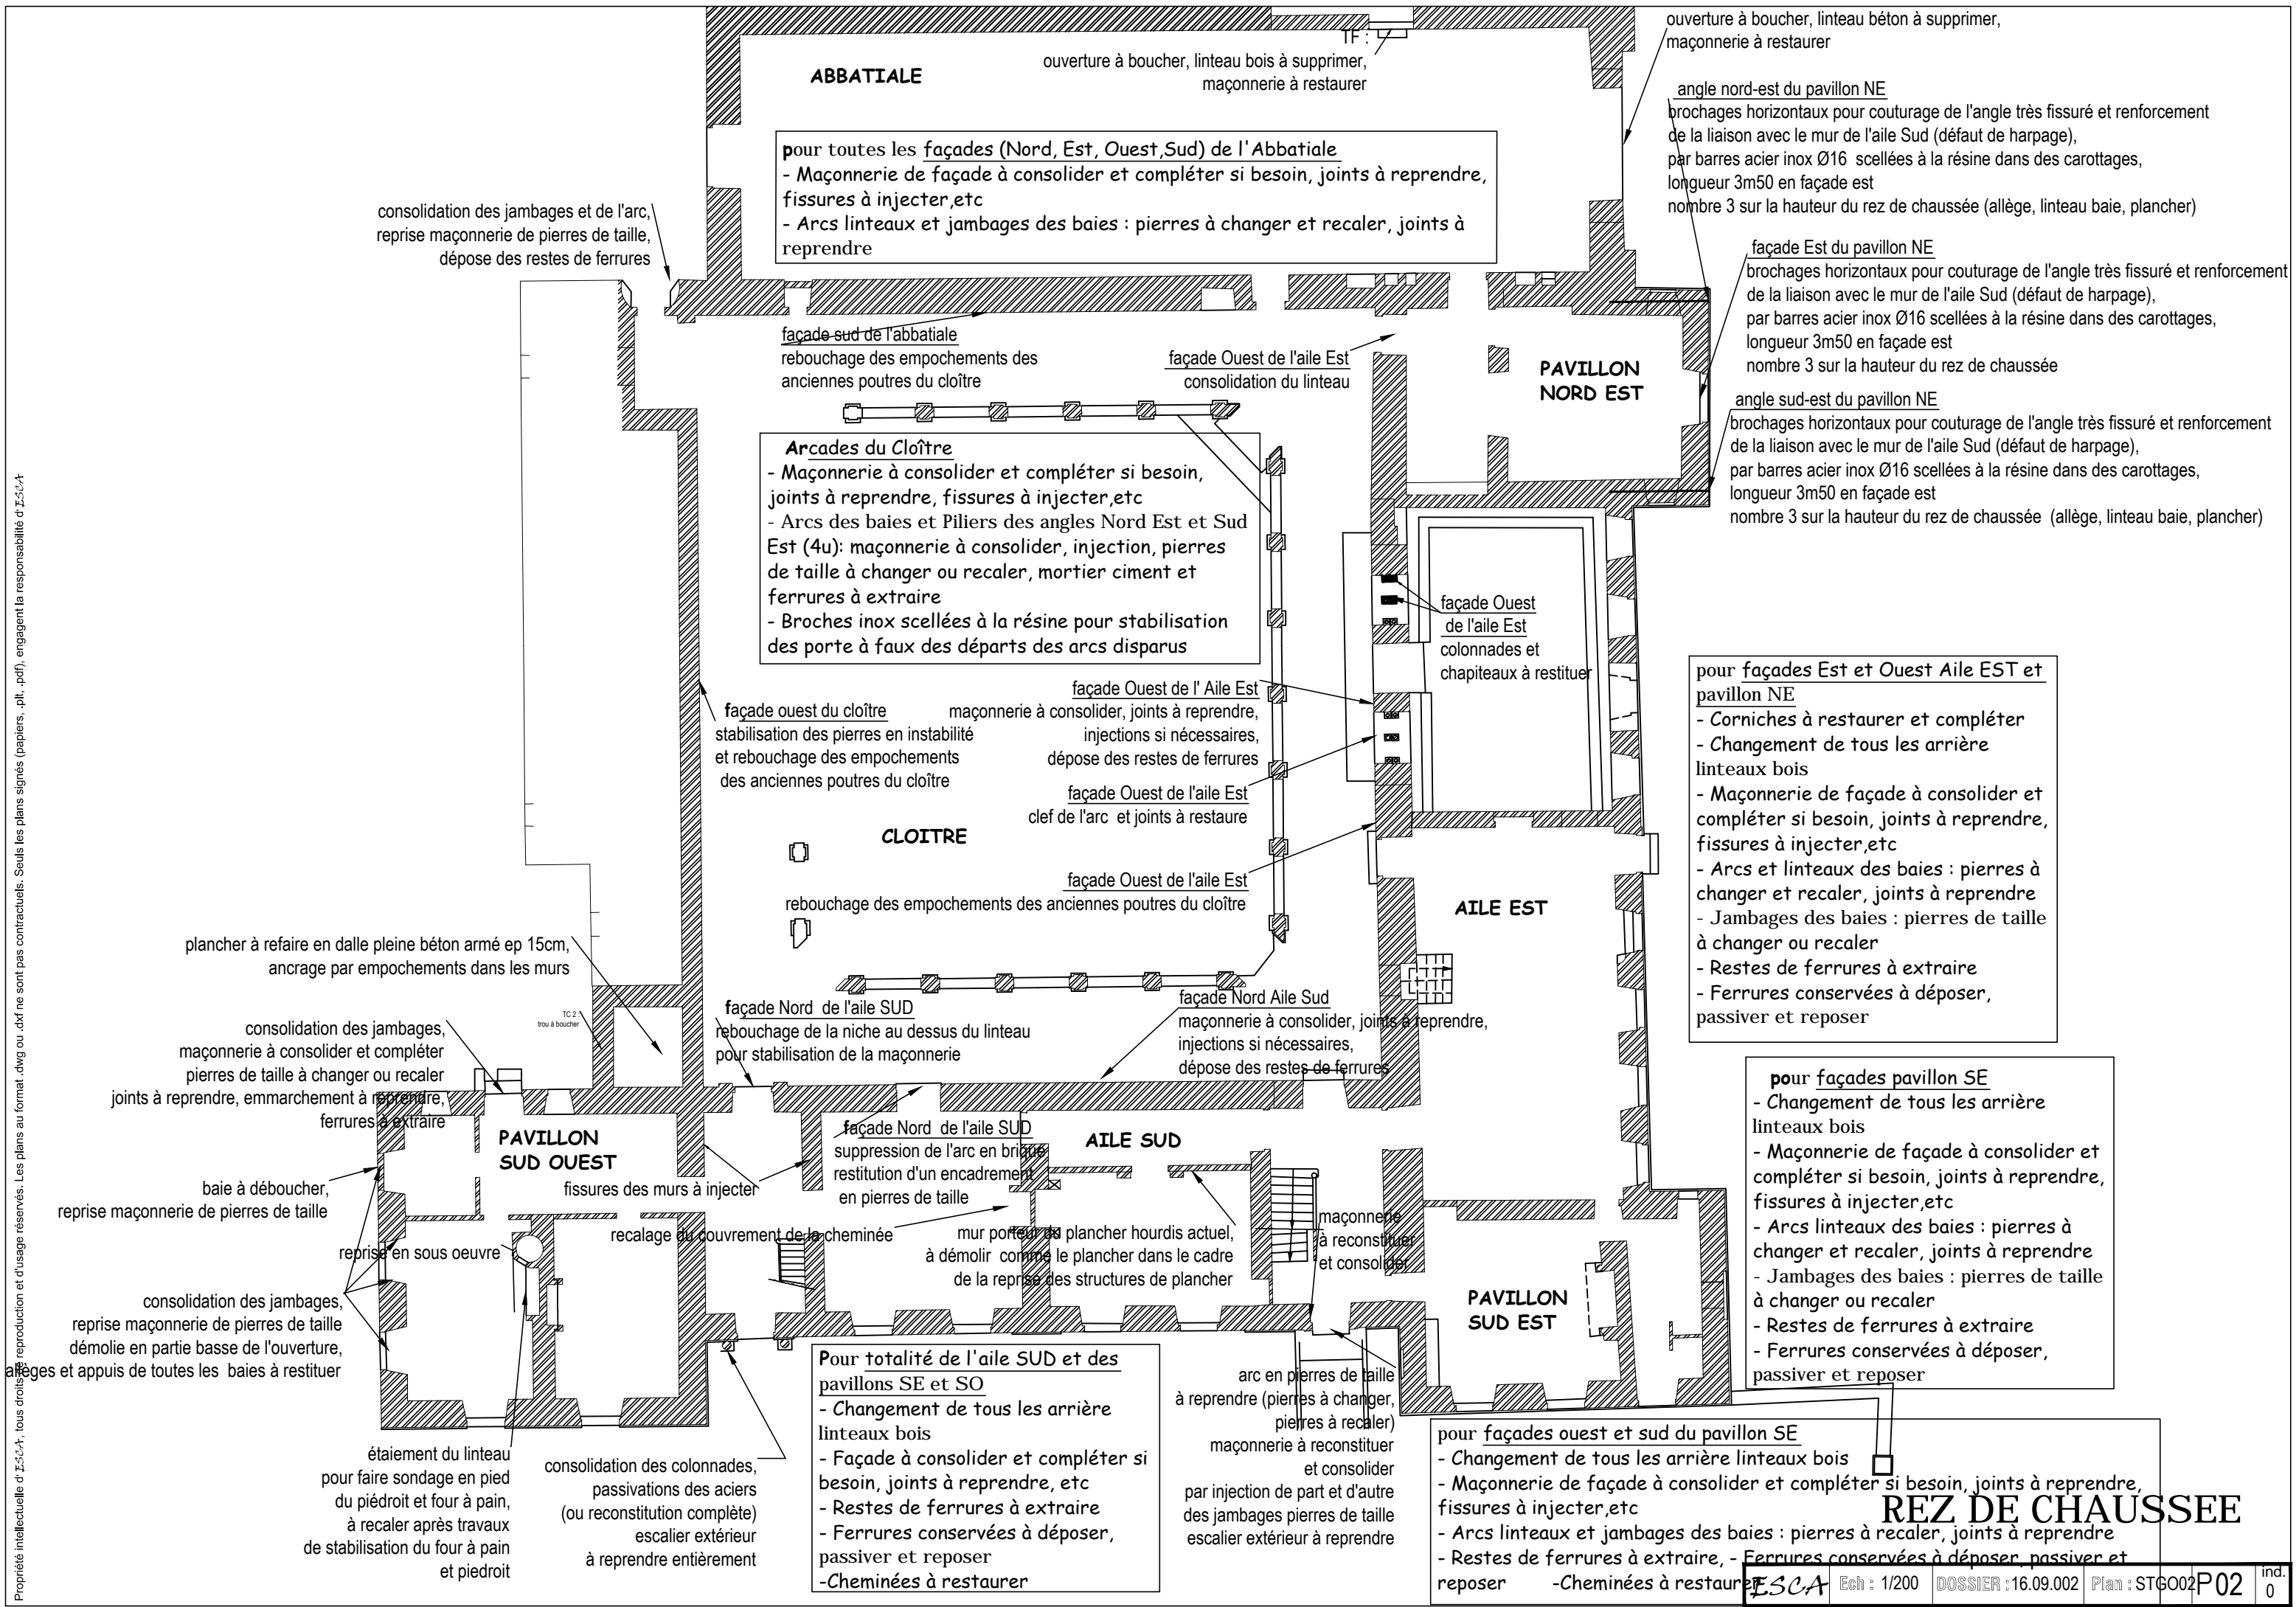 ABBATIALE
TF :
ouverture à boucher, linteau bois à supprimer,
maçonnerie à restaurer
ouverture à boucher, linteau béton à supprimer,
maçonnerie à restaurer
angle nord-est du pavillon NE
brochages horizontaux pour couturage de l'angle très fissuré et renforcement
de la liaison avec le mur de l'aile Sud (défaut de harpage),
par barres acier inox Ø16 scellées à la résine dans des carottages,
longueur 3m50 en façade est
nombre 3 sur la hauteur du rez de chaussée (allège, linteau baie, plancher)
pour toutes les façades (Nord, Est, Ouest,Sud) de l'Abbatiale
- Maçonnerie de façade à consolider et compléter si besoin, joints à reprendre,
fissures à injecter,etc
- Arcs linteaux et jambages des baies : pierres à changer et recaler, joints à
reprendre
consolidation des jambages et de l'arc,
reprise maçonnerie de pierres de taille,
dépose des restes de ferrures
façade Est du pavillon NE
brochages horizontaux pour couturage de l'angle très fissuré et renforcement
de la liaison avec le mur de l'aile Sud (défaut de harpage),
par barres acier inox Ø16 scellées à la résine dans des carottages,
longueur 3m50 en façade est
nombre 3 sur la hauteur du rez de chaussée
façade sud de l'abbatiale
rebouchage des empochements des
anciennes poutres du cloître
façade Ouest de l'aile Est
consolidation du linteau
PAVILLON
NORD EST
angle sud-est du pavillon NE
brochages horizontaux pour couturage de l'angle très fissuré et renforcement
de la liaison avec le mur de l'aile Sud (défaut de harpage),
par barres acier inox Ø16 scellées à la résine dans des carottages,
longueur 3m50 en façade est
nombre 3 sur la hauteur du rez de chaussée (allège, linteau baie, plancher)
Arcades du Cloître
- Maçonnerie à consolider et compléter si besoin,
joints à reprendre, fissures à injecter,etc
- Arcs des baies et Piliers des angles Nord Est et Sud
Est (4u): maçonnerie à consolider, injection, pierres
de taille à changer ou recaler, mortier ciment et
ferrures à extraire
- Broches inox scellées à la résine pour stabilisation
des porte à faux des départs des arcs disparus
façade Ouest
de l'aile Est
colonnades et
chapiteaux à restituer
façade Ouest de l' Aile Est
maçonnerie à consolider, joints à reprendre,
injections si nécessaires,
dépose des restes de ferrures
façade ouest du cloître
stabilisation des pierres en instabilité
et rebouchage des empochements
des anciennes poutres du cloître
façade Ouest de l'aile Est
clef de l'arc et joints à restaure
CLOITRE
façade Ouest de l'aile Est
rebouchage des empochements des anciennes poutres du cloître
AILE EST
pour façades Est et Ouest Aile EST et
pavillon NE
- Corniches à restaurer et compléter
- Changement de tous les arrière
linteaux bois
- Maçonnerie de façade à consolider et
compléter si besoin, joints à reprendre,
fissures à injecter,etc
- Arcs et linteaux des baies : pierres à
changer et recaler, joints à reprendre
- Jambages des baies : pierres de taille
à changer ou recaler
- Restes de ferrures à extraire
- Ferrures conservées à déposer,
passiver et reposer
plancher à refaire en dalle pleine béton armé ep 15cm,
ancrage par empochements dans les murs
TC 2 :
trou à boucher
consolidation des jambages,
maçonnerie à consolider et compléter
pierres de taille à changer ou recaler
joints à reprendre, emmarchement à reprendre,
ferrures à extraire
façade Nord de l'aile SUD
rebouchage de la niche au dessus du linteau
pour stabilisation de la maçonnerie
façade Nord Aile Sud
maçonnerie à consolider, joints à reprendre,
injections si nécessaires,
dépose des restes de ferrures
pour façades pavillon SE
- Changement de tous les arrière
linteaux bois
- Maçonnerie de façade à consolider et
compléter si besoin, joints à reprendre,
fissures à injecter,etc
- Arcs linteaux des baies : pierres à
changer et recaler, joints à reprendre
- Jambages des baies : pierres de taille
à changer ou recaler
- Restes de ferrures à extraire
- Ferrures conservées à déposer,
passiver et reposer
PAVILLON
SUD OUEST
façade Nord de l'aile SUD
suppression de l'arc en brique
restitution d'un encadrement
en pierres de taille
AILE SUD
fissures des murs à injecter
baie à déboucher,
reprise maçonnerie de pierres de taille
recalage du couvrement de la cheminée
mur porteur du plancher hourdis actuel,
à démolir comme le plancher dans le cadre
de la reprise des structures de plancher
maçonnerie
à reconstituer
et consolider
reprise en sous oeuvre
consolidation des jambages,
reprise maçonnerie de pierres de taille
démolie en partie basse de l'ouverture,
allèges et appuis de toutes les baies à restituer
PAVILLON
SUD EST
étaiement du linteau
pour faire sondage en pied
du piédroit et four à pain,
à recaler après travaux
de stabilisation du four à pain
et piedroit
consolidation des colonnades,
passivations des aciers
(ou reconstitution complète)
escalier extérieur
à reprendre entièrement
Pour totalité de l'aile SUD et des
pavillons SE et SO
- Changement de tous les arrière
linteaux bois
- Façade à consolider et compléter si
besoin, joints à reprendre, etc
- Restes de ferrures à extraire
- Ferrures conservées à déposer,
passiver et reposer
-Cheminées à restaurer
arc en pierres de taille
à reprendre (pierres à changer,
pierres à recaler)
maçonnerie à reconstituer
et consolider
par injection de part et d'autre
des jambages pierres de taille
escalier extérieur à reprendre
pour façades ouest et sud du pavillon SE
- Changement de tous les arrière linteaux bois
- Maçonnerie de façade à consolider et compléter si besoin, joints à reprendre,
fissures à injecter,etc
- Arcs linteaux et jambages des baies : pierres à recaler, joints à reprendre
- Restes de ferrures à extraire, - Ferrures conservées à déposer, passiver et
reposer -Cheminées à restaurer
REZ DE CHAUSSEE
ESCA Ech : 1/200 DOSSIER : 16.09.002 Plan : STGO02 P02 ind. 0
Propriété intellectuelle d'ESCA, tous droits de reproduction et d'usage réservés. Les plans au format .dwg ou .dxf ne sont pas contractuels. Seuls les plans signés (papiers, .plt, .pdf), engagent la responsabilité d'ESCA